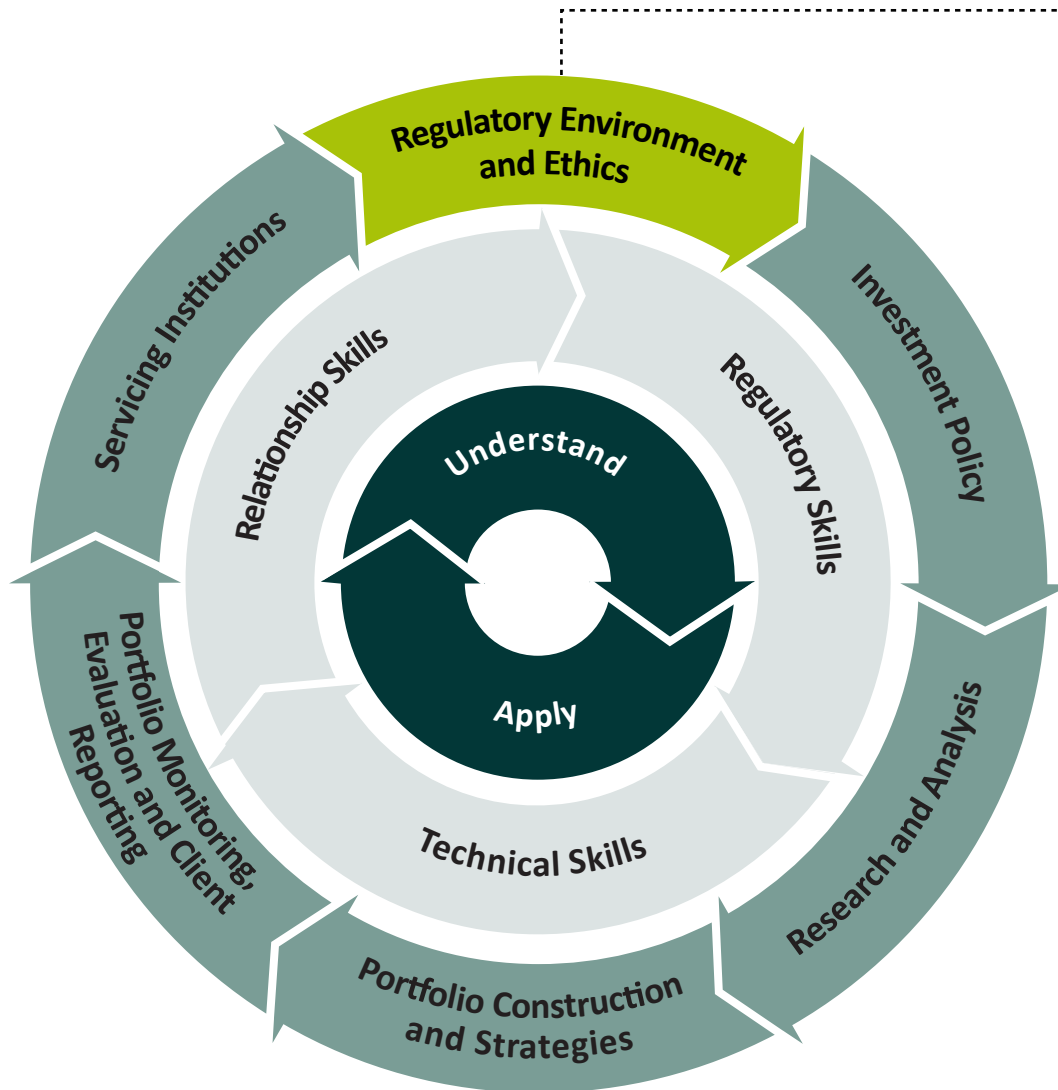 Regulatory Environment
and Ethics
Investment Policy
Research and Analysis
Portfolio Construction
and Strategies
Portfolio Monitoring,
Evaluation and Client
Reporting
Servicing Institutions
Relationship Skills
Regulatory Skills
Technical Skills
Understand
Apply